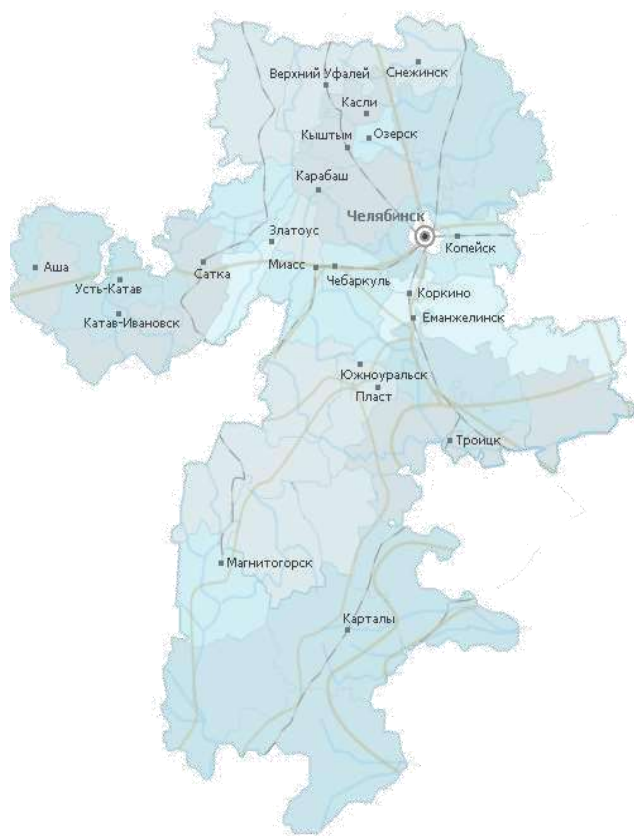 Снежинск
Верхний Уфалей
Касли
Озерск
Кыштым
Карабаш
Челябинск
Златоус
Копейск
Аша
Сатка
Миасс
Чебаркуль
Усть-Катав
Коркино
Катав-Ивановск
Еманжелинск
Южноуральск
Пласт
Троицк
Магнитогорск
Карталы